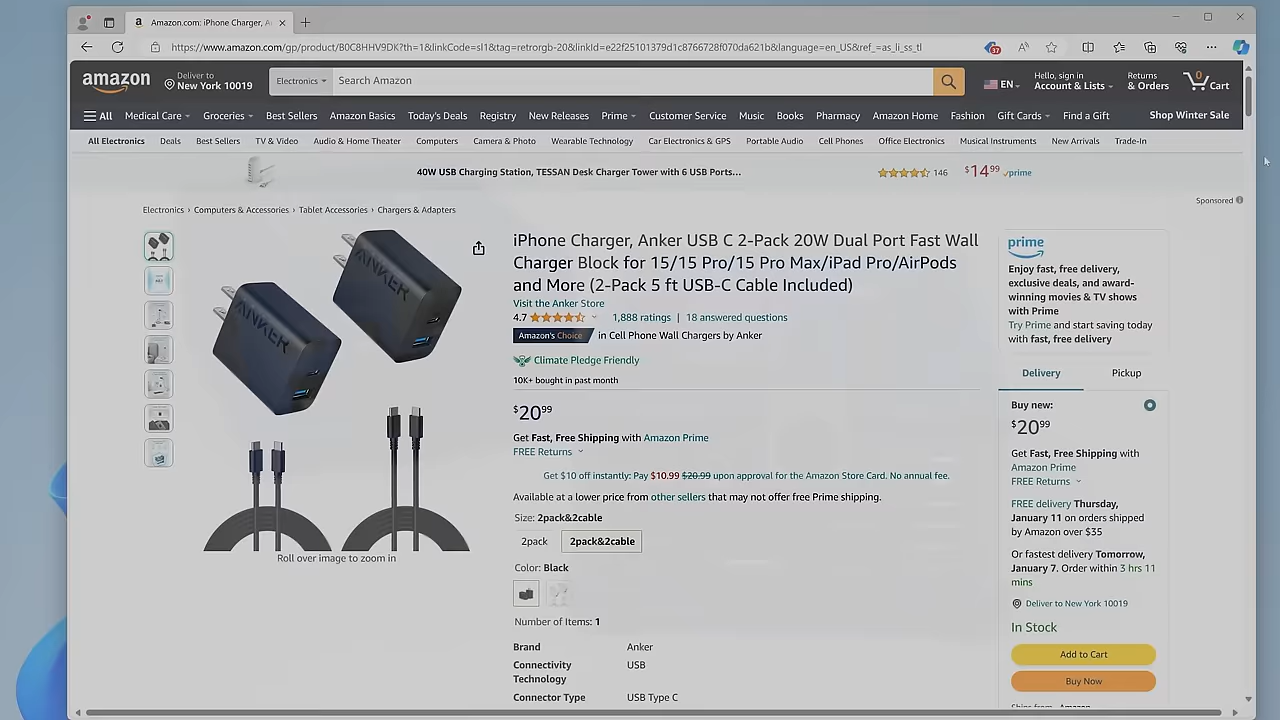 Amazon.com: iPhone Charger, A
https://www.amazon.com/gp/product/B0C8HHV9DK?th=1&linkCode=sl1&tag=retrorgb-20&linkId=e22f25101379d1c8766728f070da621b&language=en_US&ref_=as_li_ss_tl
37
amazon
Deliver to
New York 10019
Electronics
Search Amazon
EN
Hello, sign in
Account & Lists
Returns
& Orders
0
Cart
All
Medical Care
Groceries
Best Sellers
Amazon Basics
Today's Deals
Registry
New Releases
Prime
Customer Service
Music
Books
Pharmacy
Amazon Home
Fashion
Gift Cards
Find a Gift
Shop Winter Sale
All Electronics
Deals
Best Sellers
TV & Video
Audio & Home Theater
Computers
Camera & Photo
Wearable Technology
Car Electronics & GPS
Portable Audio
Cell Phones
Office Electronics
Musical Instruments
New Arrivals
Trade-In
40W USB Charging Station, TESSAN Desk Charger Tower with 6 USB Ports...
146
$14.99
prime
Sponsored
Electronics › Computers & Accessories › Tablet Accessories › Chargers & Adapters
ANKER
ANKER
Roll over image to zoom in
iPhone Charger, Anker USB C 2-Pack 20W Dual Port Fast Wall
Charger Block for 15/15 Pro/15 Pro Max/iPad Pro/AirPods
and More (2-Pack 5 ft USB-C Cable Included)
Visit the Anker Store
4.7
1,888 ratings | 18 answered questions
Amazon's Choice in Cell Phone Wall Chargers by Anker
Climate Pledge Friendly
10K+ bought in past month
$20 99
Get Fast, Free Shipping with Amazon Prime
FREE Returns
Get $10 off instantly: Pay $10.99 $20.99 upon approval for the Amazon Store Card. No annual fee.
Available at a lower price from other sellers that may not offer free Prime shipping.
Size: 2pack&2cable
2pack
2pack&2cable
Color: Black
Number of Items: 1
Brand Anker
Connectivity USB
Technology
Connector Type USB Type C
prime
Enjoy fast, free delivery,
exclusive deals, and award-
winning movies & TV shows
with Prime
Try Prime and start saving today
with fast, free delivery
Delivery
Pickup
Buy new:
$20 99
Get Fast, Free Shipping with
Amazon Prime
FREE Returns
FREE delivery Thursday,
January 11 on orders shipped
by Amazon over $35
Or fastest delivery Tomorrow,
January 7. Order within 3 hrs 11
mins
Deliver to New York 10019
In Stock
Add to Cart
Buy Now
Ships from Amazon